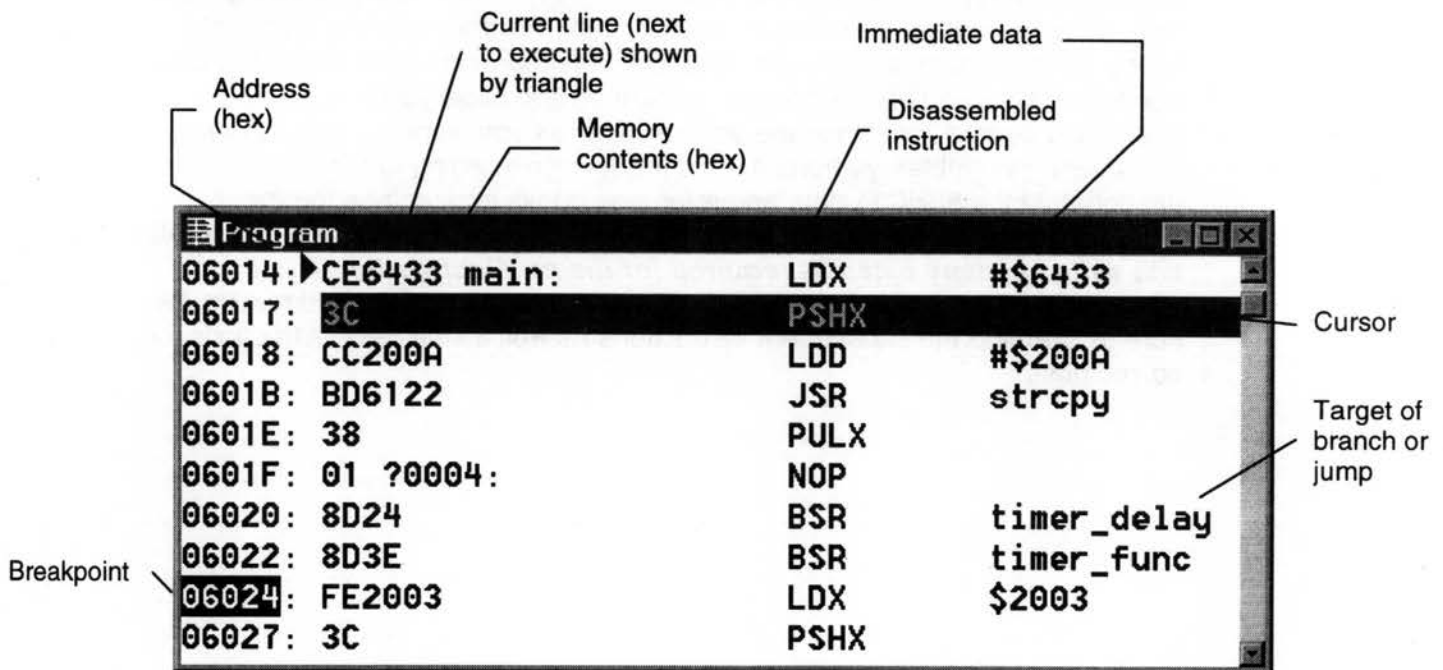 Current line (next
to execute) shown
by triangle
Immediate data
Address
(hex)
Memory
contents (hex)
Disassembled
instruction
Program
06014: CE6433 main: LDX #$6433
06017: 3C PSHX
06018: CC200A LDD #$200A
0601B: BD6122 JSR strcpy
0601E: 38 PULX
0601F: 01 ?0004: NOP
06020: 8D24 BSR timer_delay
06022: 8D3E BSR timer_func
06024: FE2003 LDX $2003
06027: 3C PSHX
Cursor
Target of
branch or
jump
Breakpoint